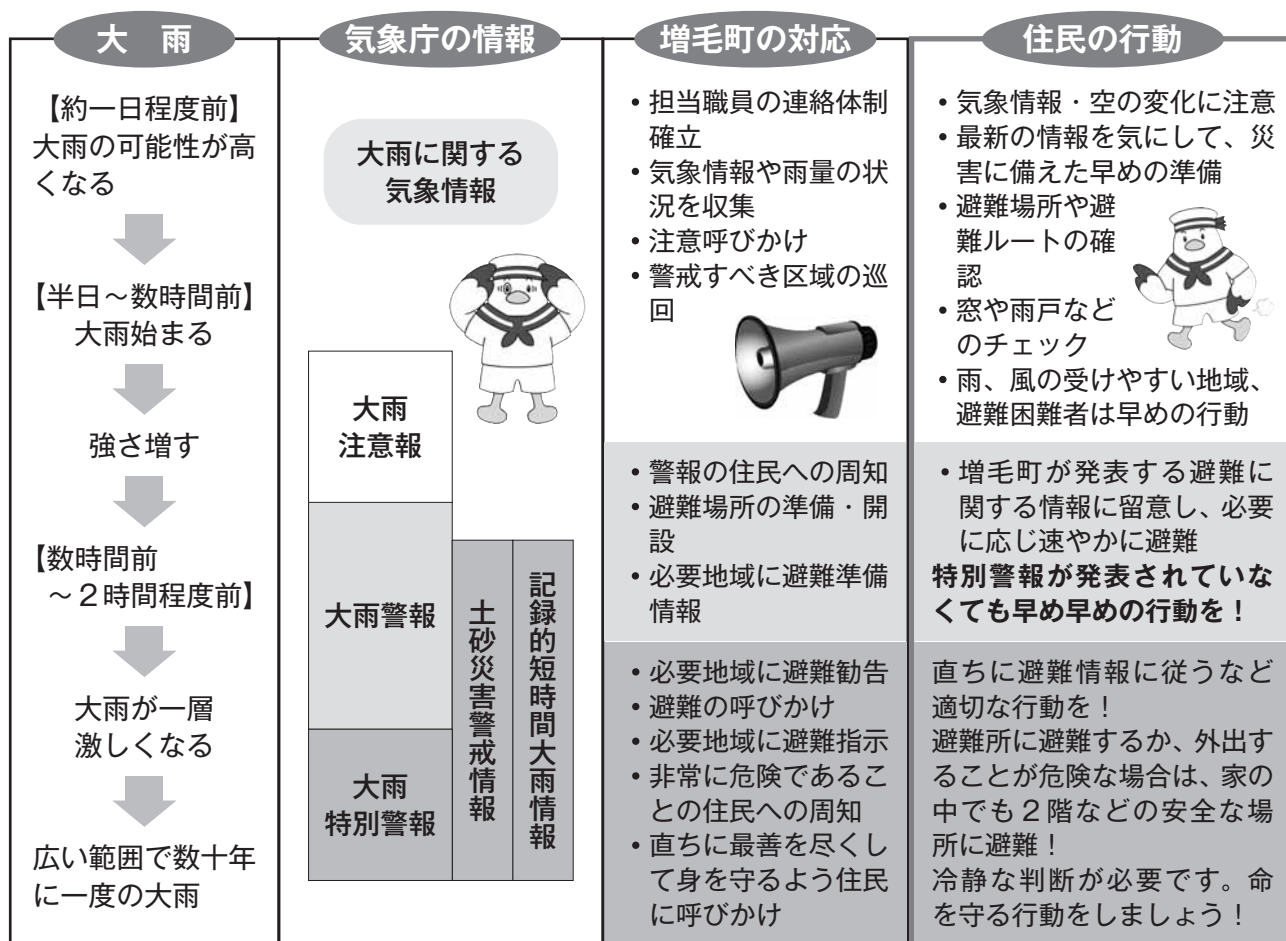 大　雨
【約一日程度前】
大雨の可能性が高
くなる
【半日～数時間前】
大雨始まる
強さ増す
【数時間前
～２時間程度前】
大雨が一層
激しくなる
広い範囲で数十年
に一度の大雨
気象庁の情報
大雨に関する
気象情報
大雨
注意報
大雨警報
大雨
特別警報
土砂災害警戒情報
記録的短時間大雨情報
増毛町の対応
・担当職員の連絡体制
確立
・気象情報や雨量の状
況を収集
・注意呼びかけ
・警戒すべき区域の巡
回
・警報の住民への周知
・避難場所の準備・開
設
・必要地域に避難準備
情報
・必要地域に避難勧告
・避難の呼びかけ
・必要地域に避難指示
・非常に危険であるこ
との住民への周知
・直ちに最善を尽くし
て身を守るよう住民
に呼びかけ
住民の行動
・気象情報・空の変化に注意
・最新の情報を気にして、災
害に備えた早めの準備
・避難場所や避
難ルートの確
認
・窓や雨戸など
のチェック
・雨、風の受けやすい地域、
避難困難者は早めの行動
・増毛町が発表する避難に
関する情報に留意し、必要
に応じ速やかに避難
特別警報が発表されていな
くても早め早めの行動を！
直ちに避難情報に従うなど
適切な行動を！
避難所に避難するか、外出す
ることが危険な場合は、家の
中でも２階などの安全な場
所に避難！
冷静な判断が必要です。命
を守る行動をしましょう！